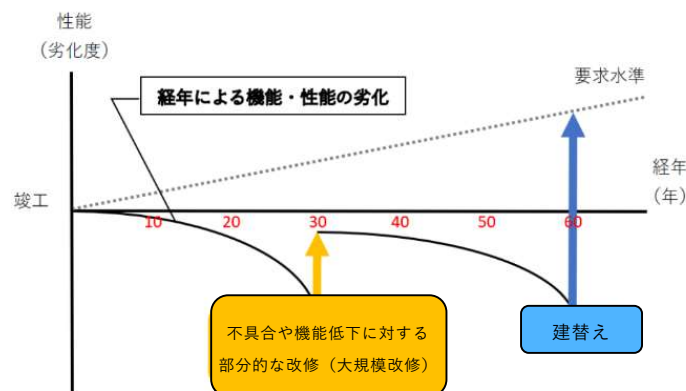 性能
（劣化度）
経年による機能・性能の劣化
要求水準
竣工
経年
（年）
10 20 30 40 50 60
不具合や機能低下に対する
部分的な改修（大規模改修）
建替え